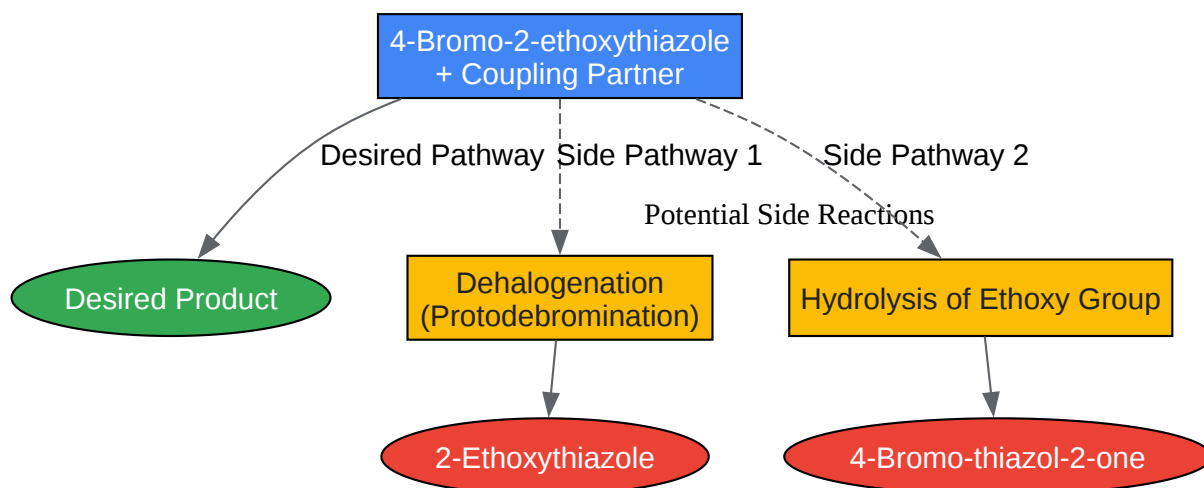 4-Bromo-2-ethoxythiazole
+ Coupling Partner
Desired Pathway
Side Pathway 1
Side Pathway 2
Potential Side Reactions
Desired Product
Dehalogenation
(Protodebromination)
Hydrolysis of Ethoxy Group
2-Ethoxythiazole
4-Bromo-thiazol-2-one